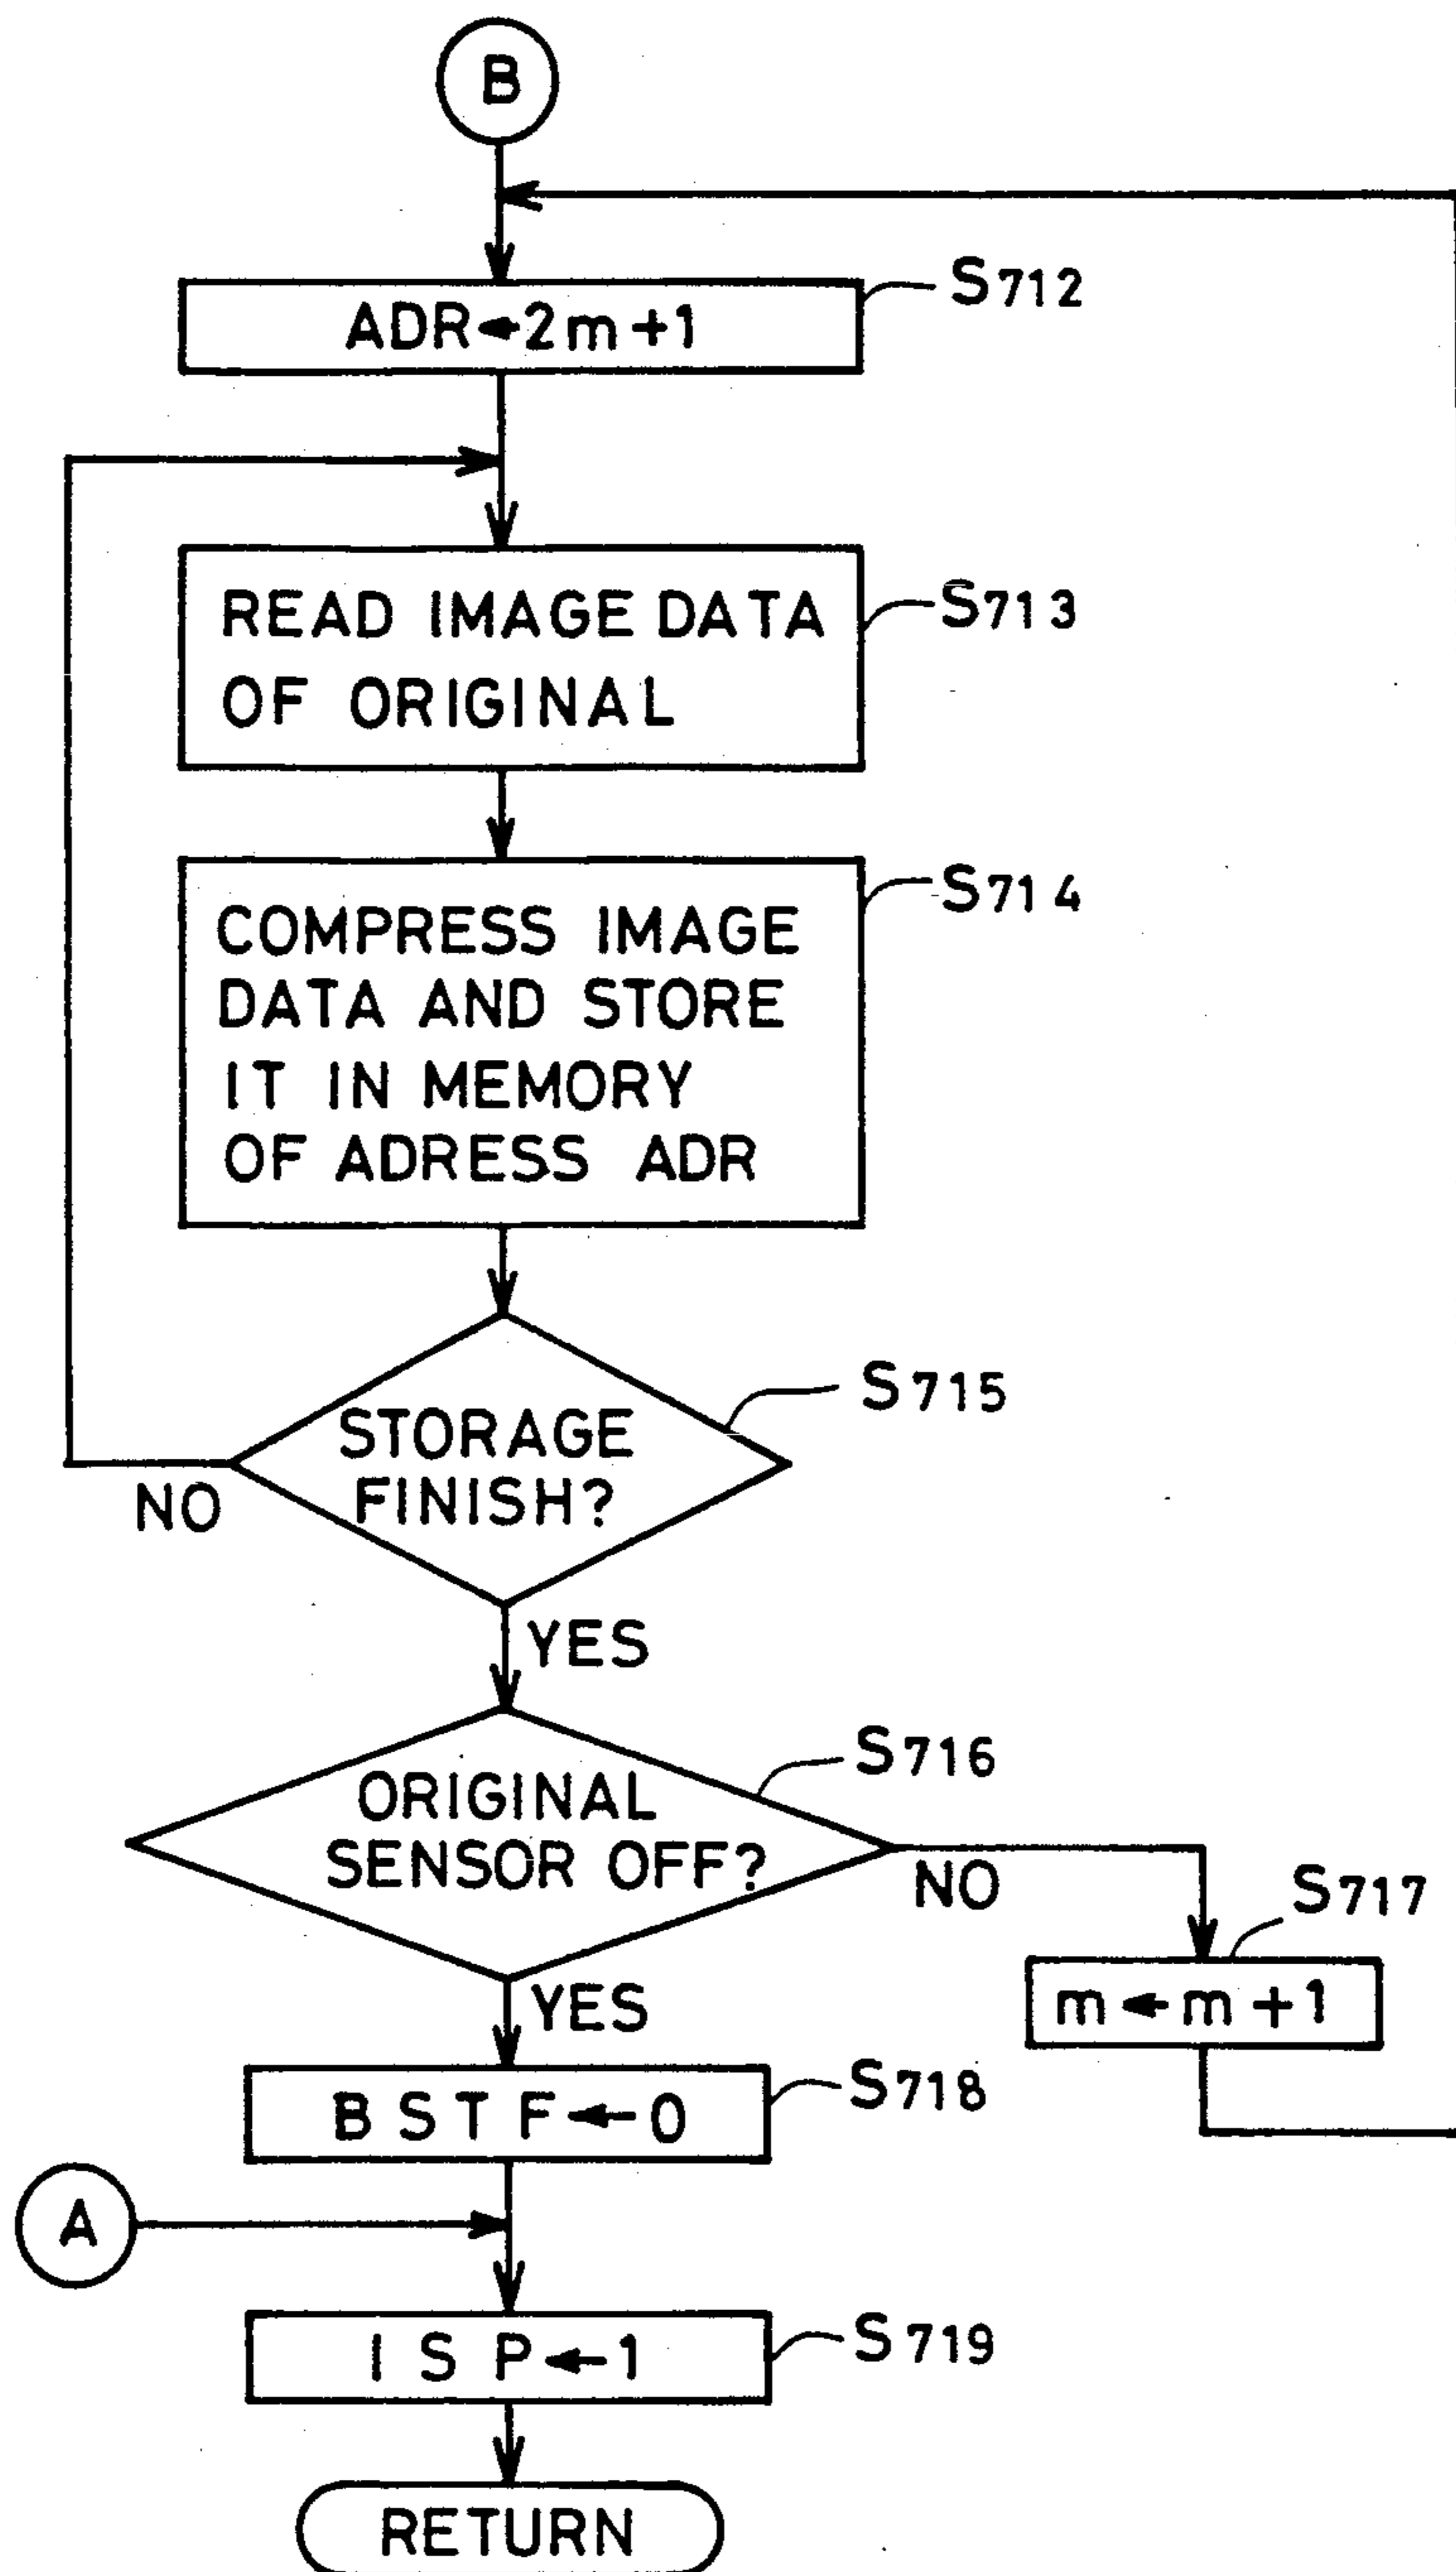 B
ADR←2m+1
S712
READ IMAGE DATA
OF ORIGINAL
S713
COMPRESS IMAGE
DATA AND STORE
IT IN MEMORY
OF ADRESS ADR
S714
STORAGE
FINISH?
S715
NO
YES
ORIGINAL
SENSOR OFF?
S716
NO
S717
m←m+1
YES
BSTF←0
S718
A
ISP←1
S719
RETURN